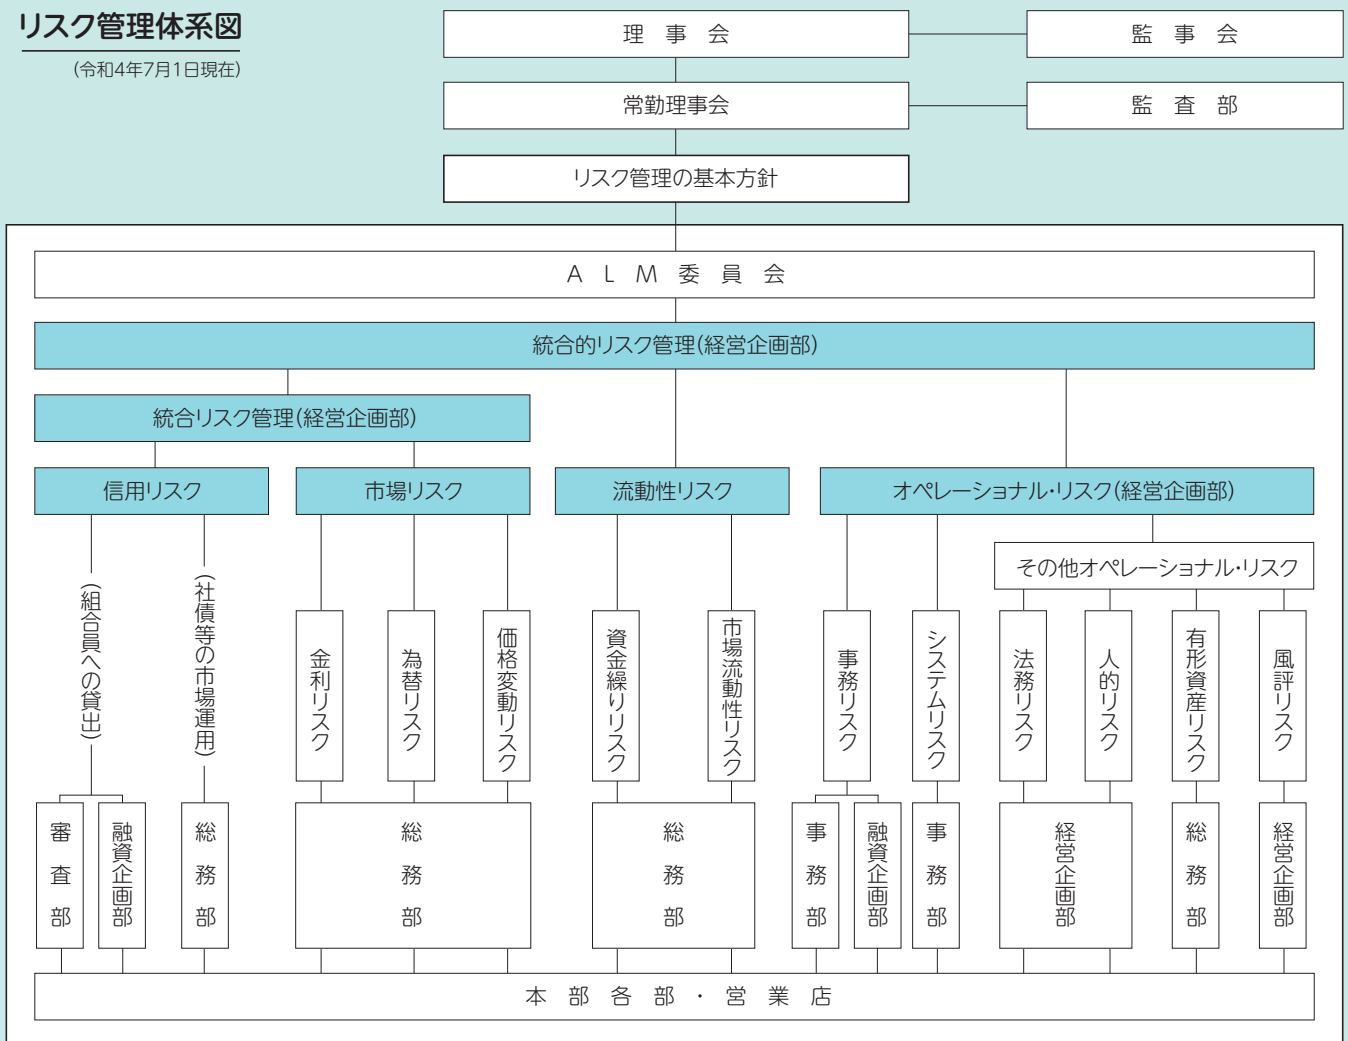 リスク管理体系図
(令和4年7月1日現在)
理事会
監事会
常勤理事会
監査部
リスク管理の基本方針
ALM委員会
統合的リスク管理(経営企画部)
統合リスク管理(経営企画部)
信用リスク
市場リスク
流動性リスク
オペレーショナル・リスク(経営企画部)
その他オペレーショナル・リスク
(組合員への貸出)
(社債等の市場運用)
金利リスク
為替リスク
価格変動リスク
資金繰りリスク
市場流動性リスク
事務リスク
システムリスク
法務リスク
人的リスク
有形資産リスク
風評リスク
審査部
融資企画部
総務部
総務部
総務部
事務部
融資企画部
事務部
経営企画部
総務部
経営企画部
本部各部・営業店